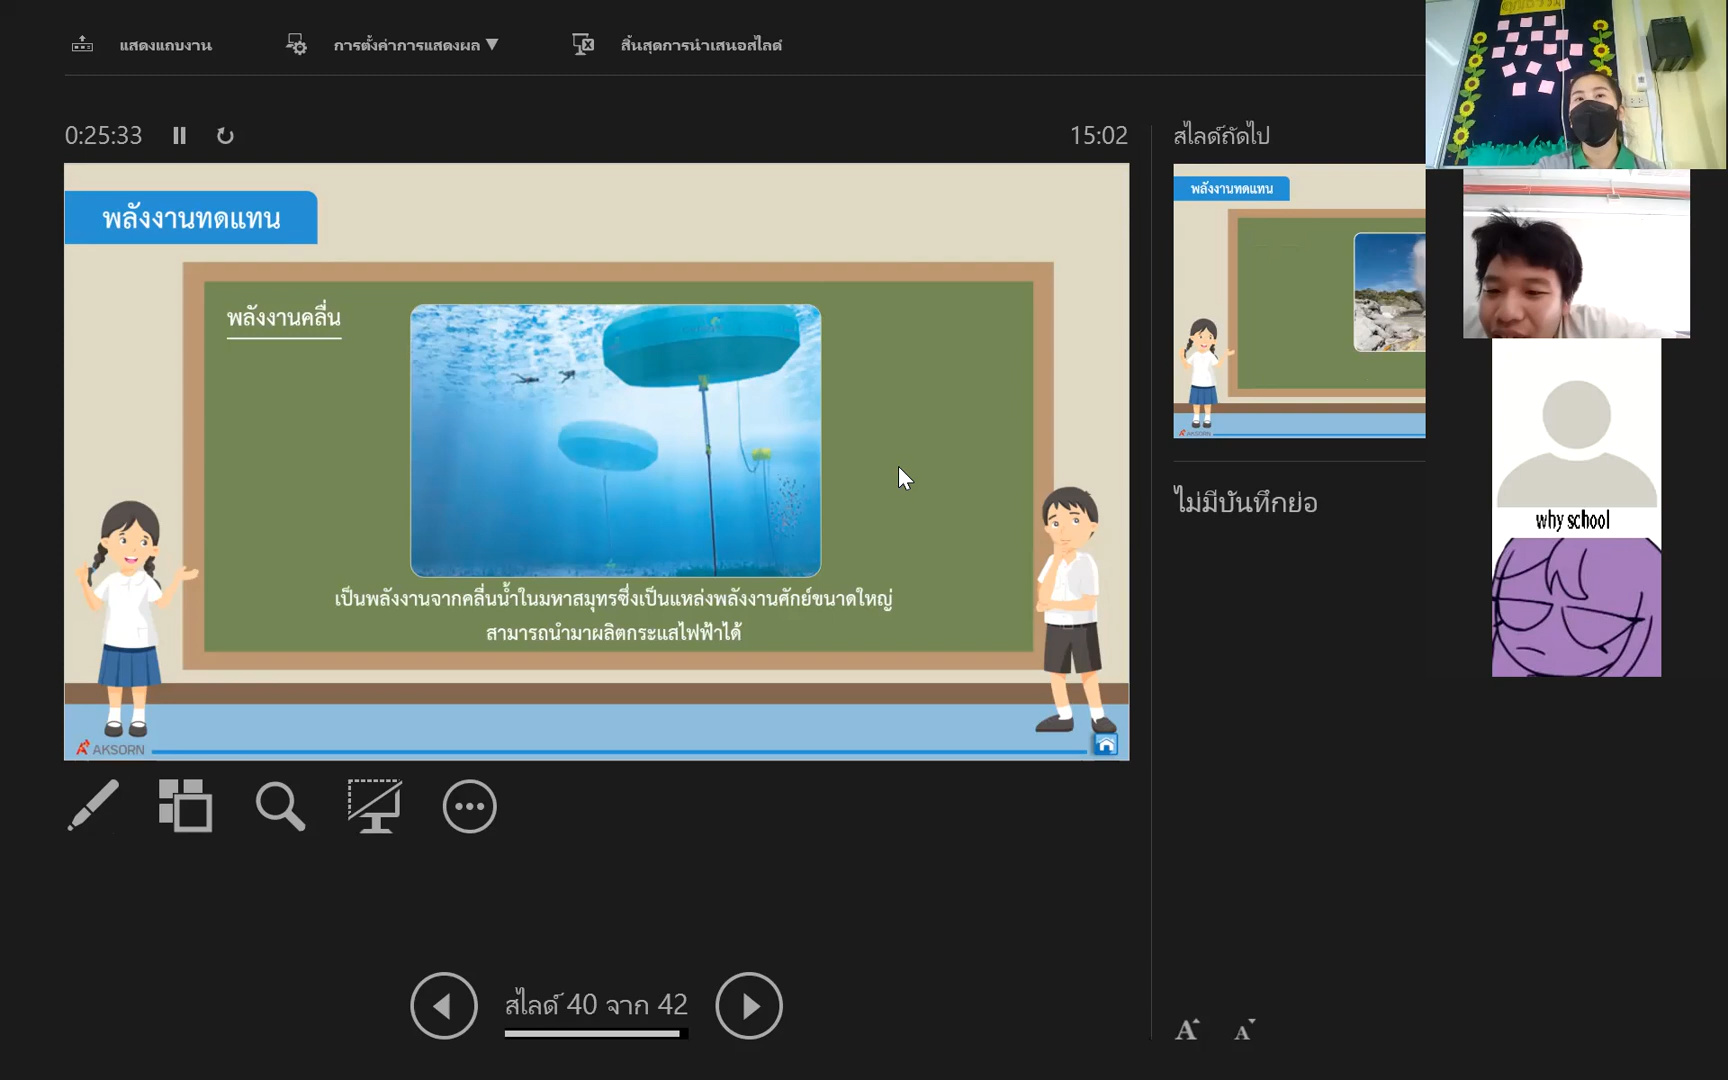 แสดงแถบงาน
การตั้งค่าการแสดงผล ▼
สิ้นสุดการนำเสนอสไลด์
0:25:33
15:02
สไลด์ถัดไป
พลังงานทดแทน
พลังงานคลื่น
เป็นพลังงานจากคลื่นน้ำในมหาสมุทรซึ่งเป็นแหล่งพลังงานศักย์ขนาดใหญ่
สามารถนำมาผลิตกระแสไฟฟ้าได้
AKSORN
พลังงานทดแทน
AKSORN
ไม่มีบันทึกย่อ
why school
สไลด์ 40 จาก 42
A
A